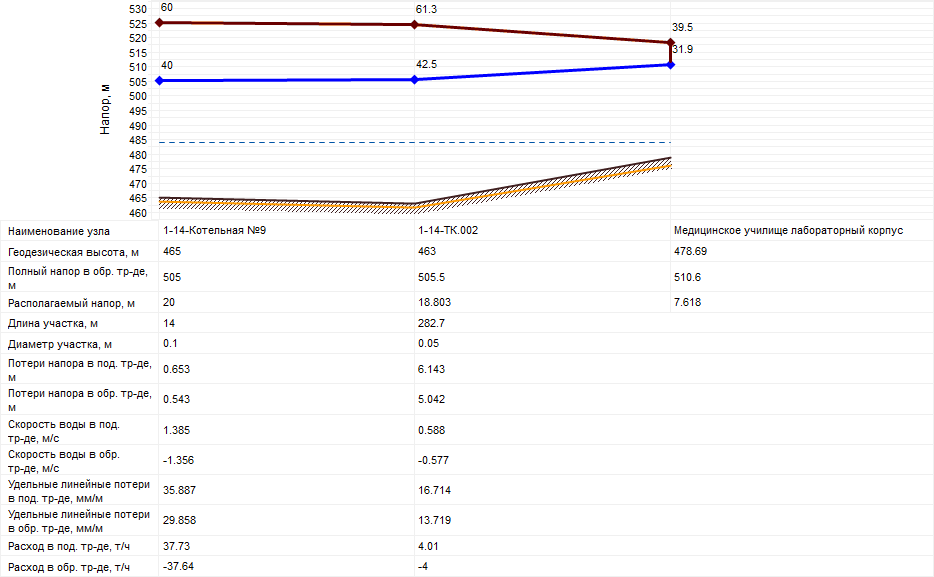 530
525
520
515
510
505
500
495
490
485
480
475
470
465
460
Напор, м
60
61.3
39.5
31.9
40
42.5
Наименование узла 1-14-Котельная №9 1-14-ТК.002 Медицинское училище лабораторный корпус
Геодезическая высота, м 465 463 478.69
Полный напор в обр. тр-де,
м 505 505.5 510.6
Располагаемый напор, м 20 18.803 7.618
Длина участка, м 14 282.7
Диаметр участка, м 0.1 0.05
Потери напора в под. тр-де,
м 0.653 6.143
Потери напора в обр. тр-де,
м 0.543 5.042
Скорость воды в под.
тр-де, м/с 1.385 0.588
Скорость воды в обр.
тр-де, м/с -1.356 -0.577
Удельные линейные потери
в под. тр-де, мм/м 35.887 16.714
Удельные линейные потери
в обр. тр-де, мм/м 29.858 13.719
Расход в под. тр-де, т/ч 37.73 4.01
Расход в обр. тр-де, т/ч -37.64 -4